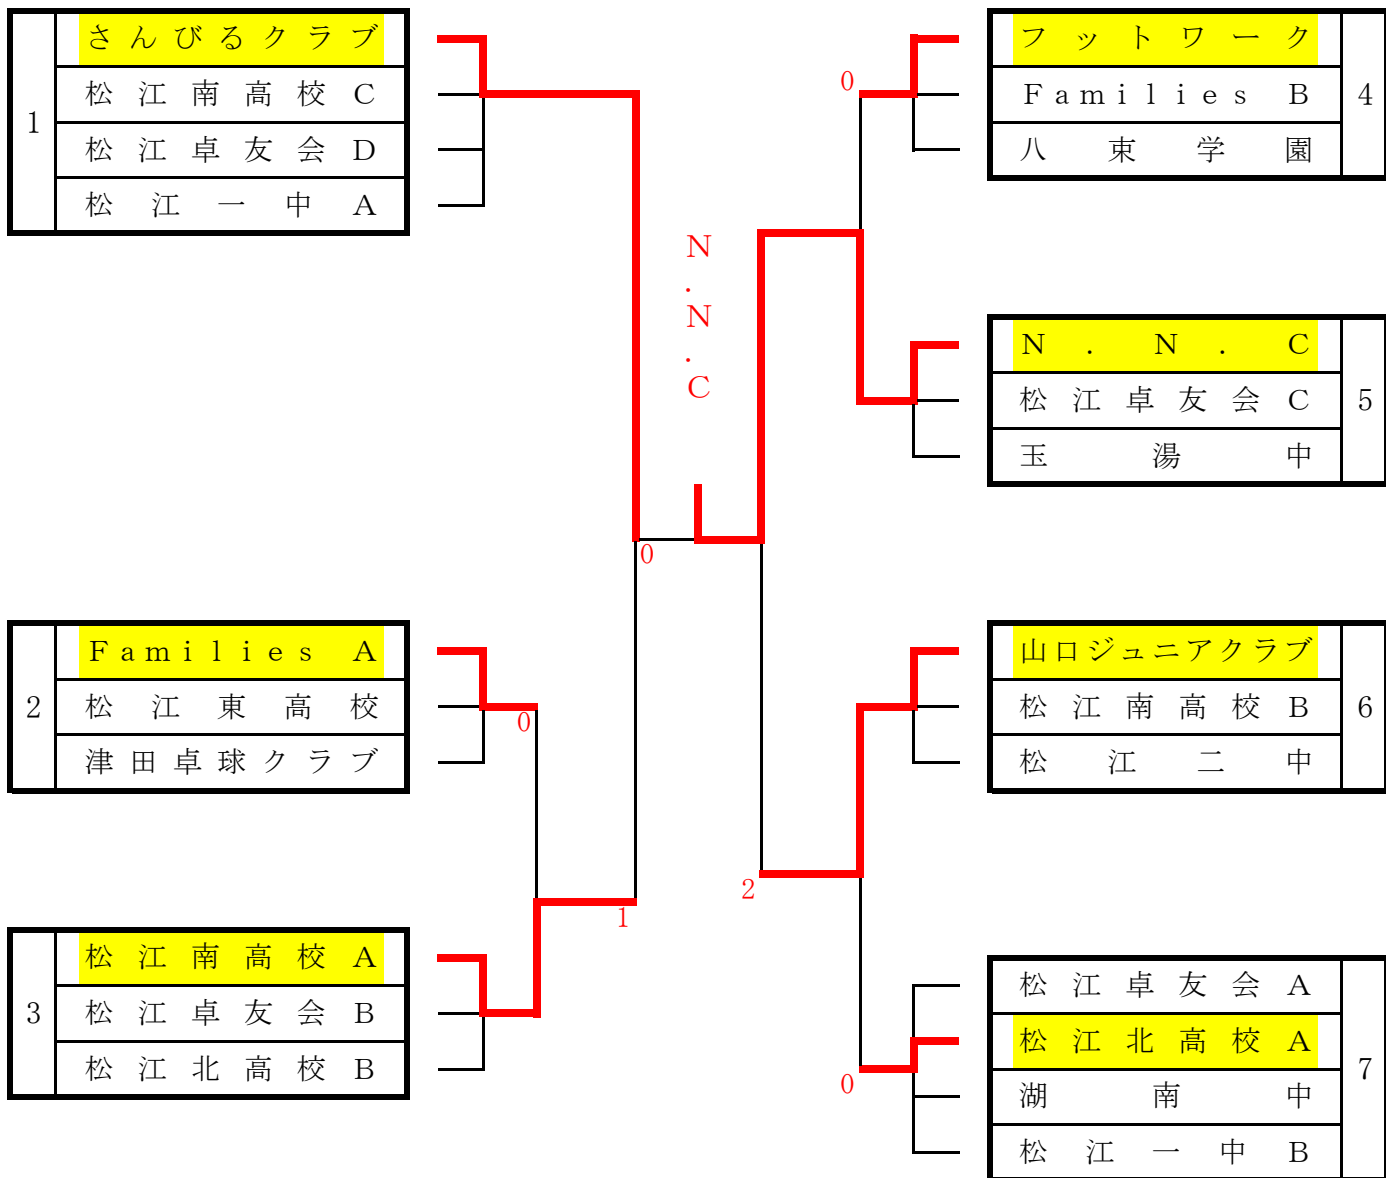 1
さんびるクラブ
松江南高校C
松江卓友会D
松江一中A
2
Families A
松江東高校
津田卓球クラブ
0
3
松江南高校A
松江卓友会B
松江北高校B
1
0
N.N.C
0
フットワーク
Families B
八束学園
4
N.N.C
松江卓友会C
玉湯中
5
山口ジュニアクラブ
松江南高校B
松江二中
6
2
松江卓友会A
松江北高校A
湖南中
松江一中B
7
0